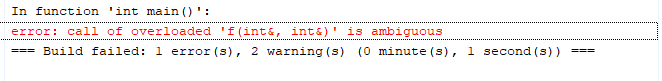 In function 'int main()':
error: call of overloaded 'f(int&, int&)' is ambiguous
=== Build failed: 1 error(s), 2 warning(s) (0 minute(s), 1 second(s)) ===